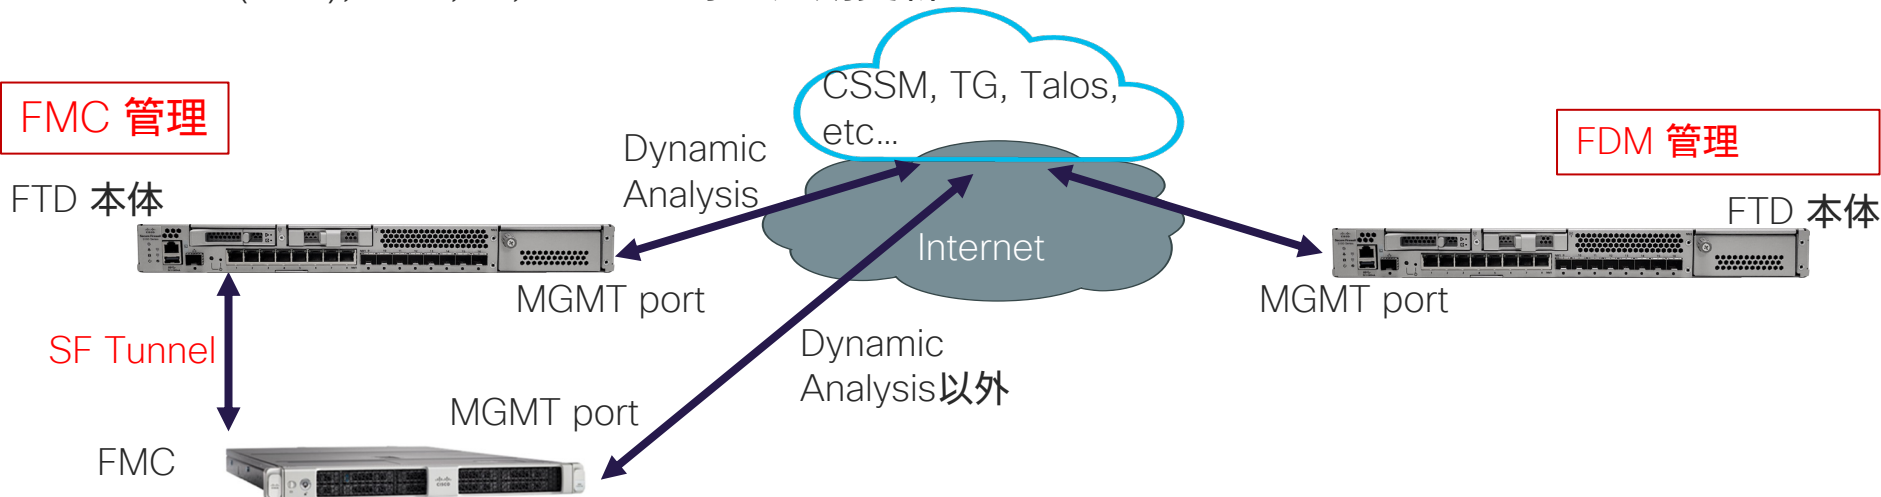 CSSM, TG, Talos,
etc...
FMC 管理
FDM 管理
Dynamic
Analysis
FTD 本体
FTD 本体
Internet
MGMT port
MGMT port
SF Tunnel
Dynamic
Analysis以外
MGMT port
FMC